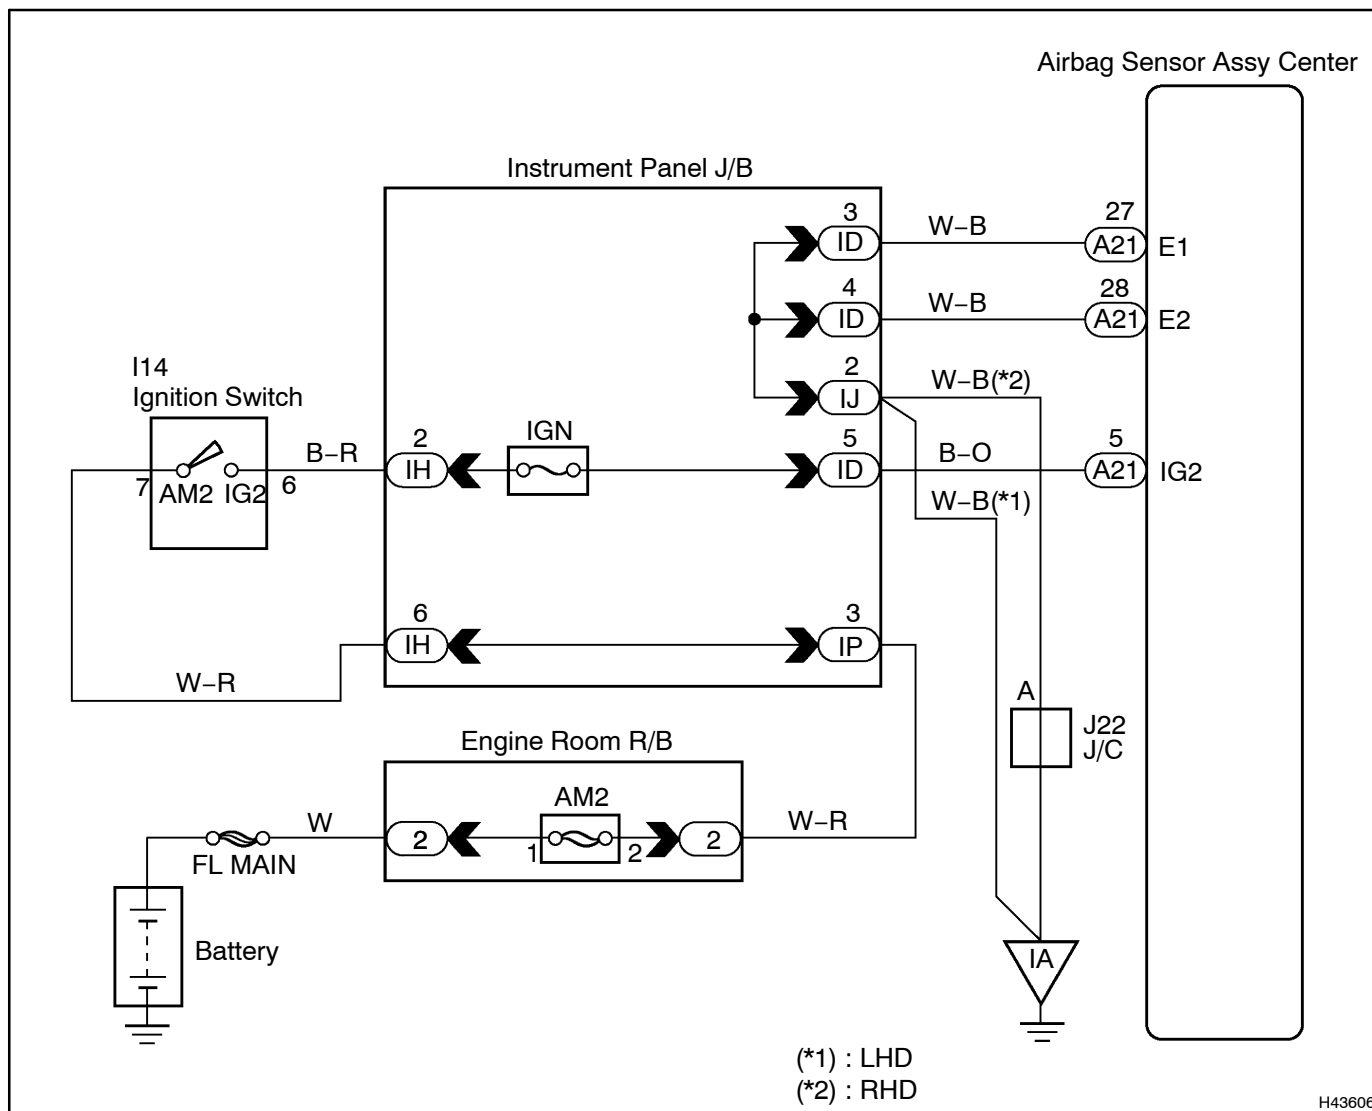 Airbag Sensor Assy Center
Instrument Panel J/B
3
ID
W−B
27
A21
E1
4
ID
W−B
28
A21
E2
I14
Ignition Switch
2
IJ
W−B(*2)
7
AM2
IG2
6
B−R
2
IH
IGN
5
ID
B−O
5
A21
IG2
W−B(*1)
6
IH
3
IP
W−R
A
J22
J/C
Engine Room R/B
W
2
AM2
1
2
2
W−R
FL MAIN
Battery
IA
(*1) : LHD
(*2) : RHD
H43606